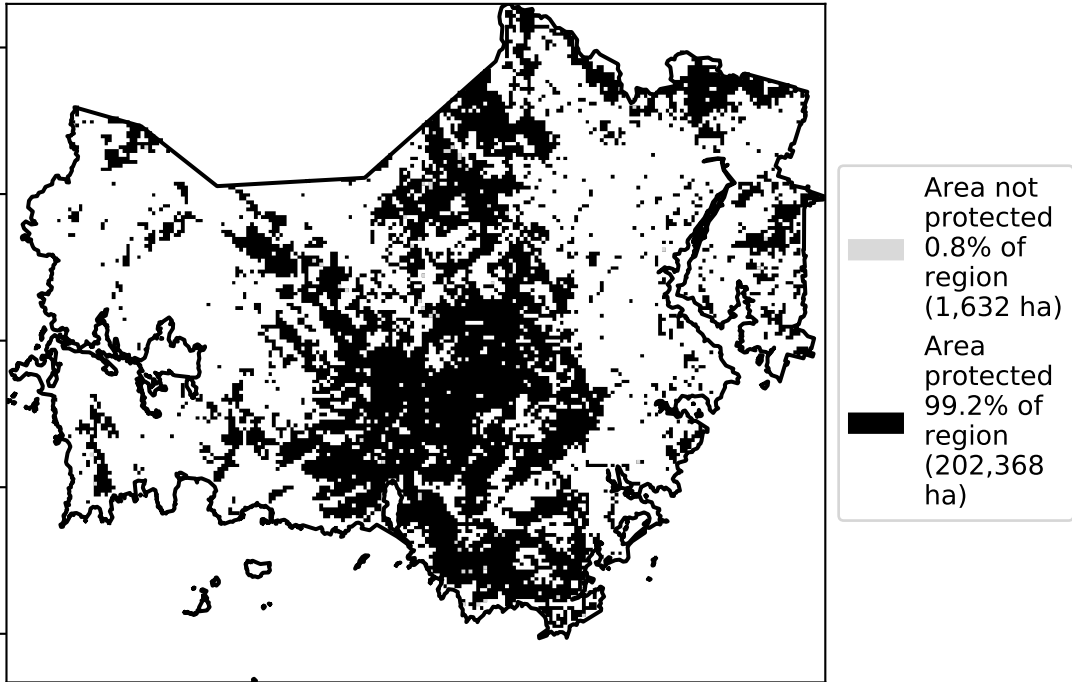 Area not
protected
0.8% of
region
(1,632 ha)
Area
protected
99.2% of
region
(202,368
ha)